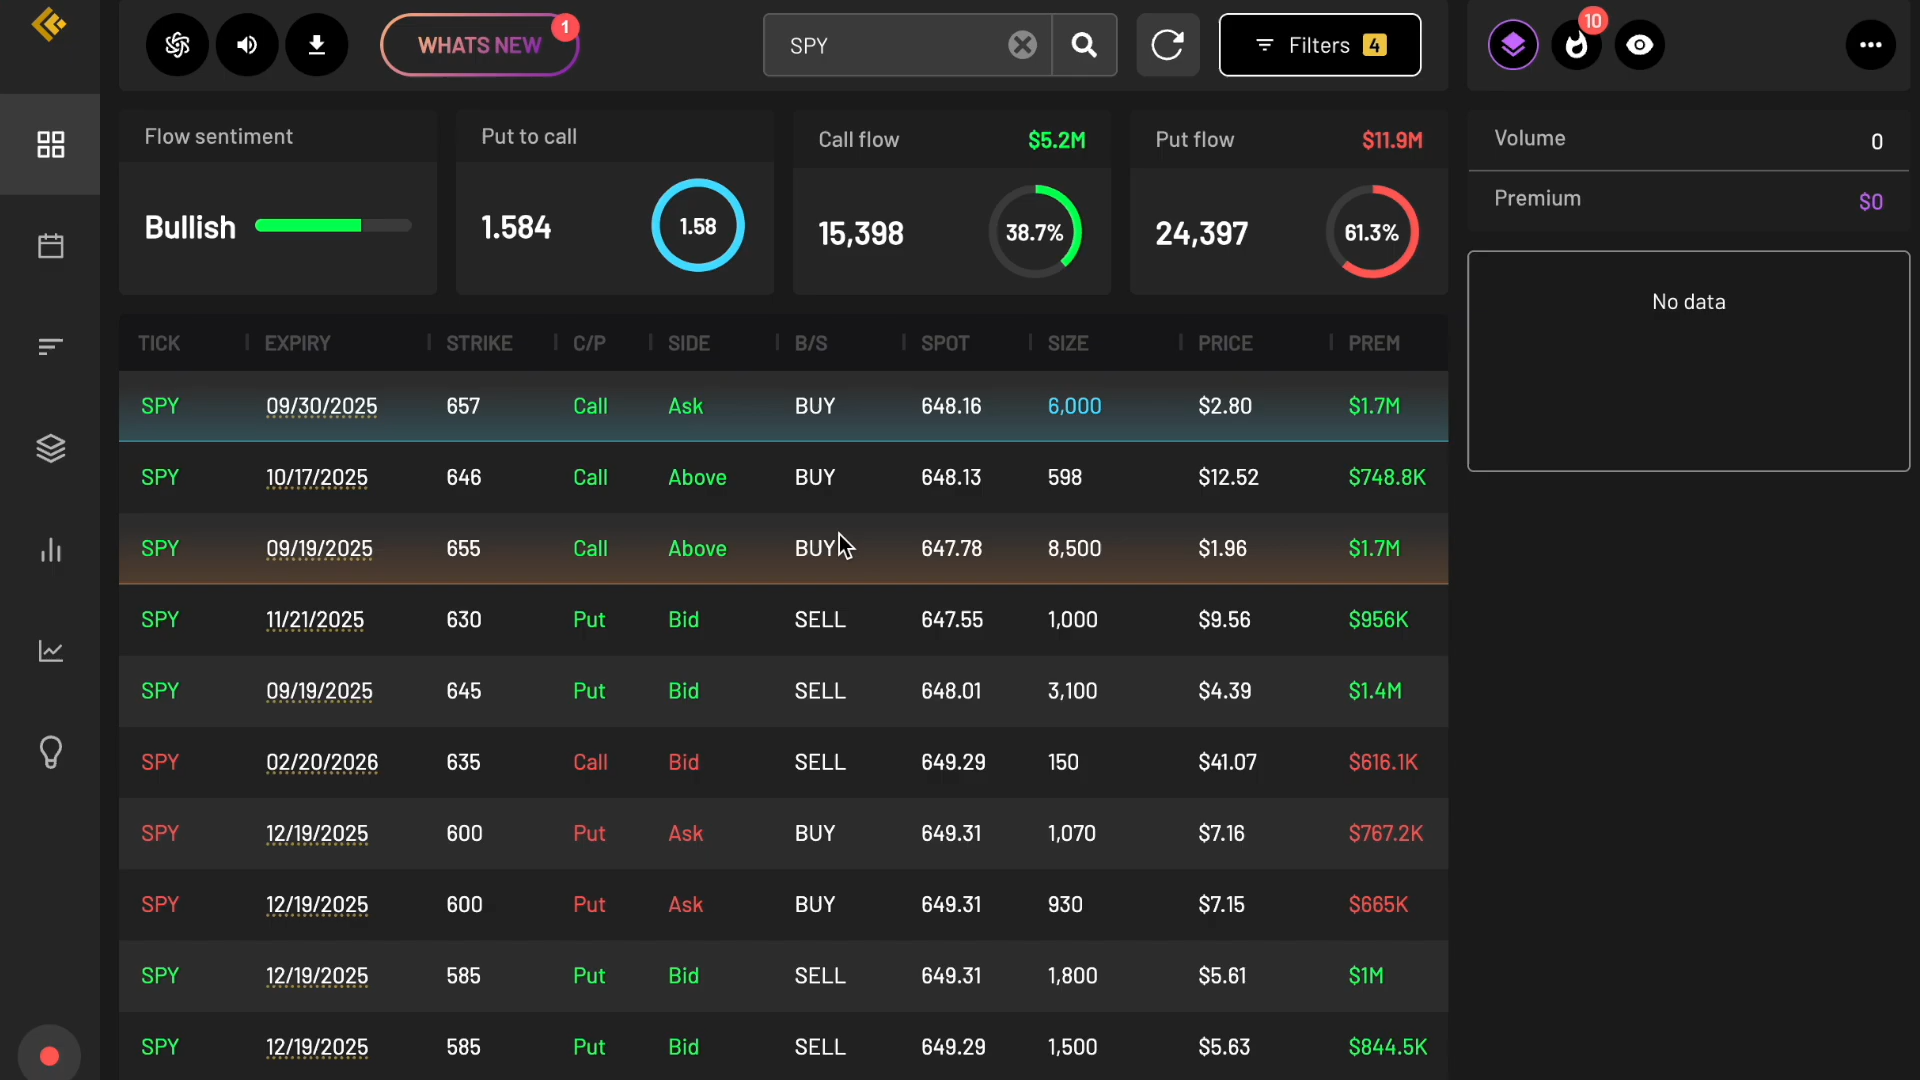 WHATS NEW 1 SPY Filters 4 10
Flow sentiment
Bullish
Put to call
1.584 1.58
Call flow $5.2M
15,398 38.7%
Put flow $11.9M
24,397 61.3%
Volume 0
Premium $0
No data
TICK EXPIRY STRIKE C/P SIDE B/S SPOT SIZE PRICE PREM
SPY 09/30/2025 657 Call Ask BUY 648.16 6,000 $2.80 $1.7M
SPY 10/17/2025 646 Call Above BUY 648.13 598 $12.52 $748.8K
SPY 09/19/2025 655 Call Above BUY 647.78 8,500 $1.96 $1.7M
SPY 11/21/2025 630 Put Bid SELL 647.55 1,000 $9.56 $956K
SPY 09/19/2025 645 Put Bid SELL 648.01 3,100 $4.39 $1.4M
SPY 02/20/2026 635 Call Bid SELL 649.29 150 $41.07 $616.1K
SPY 12/19/2025 600 Put Ask BUY 649.31 1,070 $7.16 $767.2K
SPY 12/19/2025 600 Put Ask BUY 649.31 930 $7.15 $665K
SPY 12/19/2025 585 Put Bid SELL 649.31 1,800 $5.61 $1M
SPY 12/19/2025 585 Put Bid SELL 649.29 1,500 $5.63 $844.5K